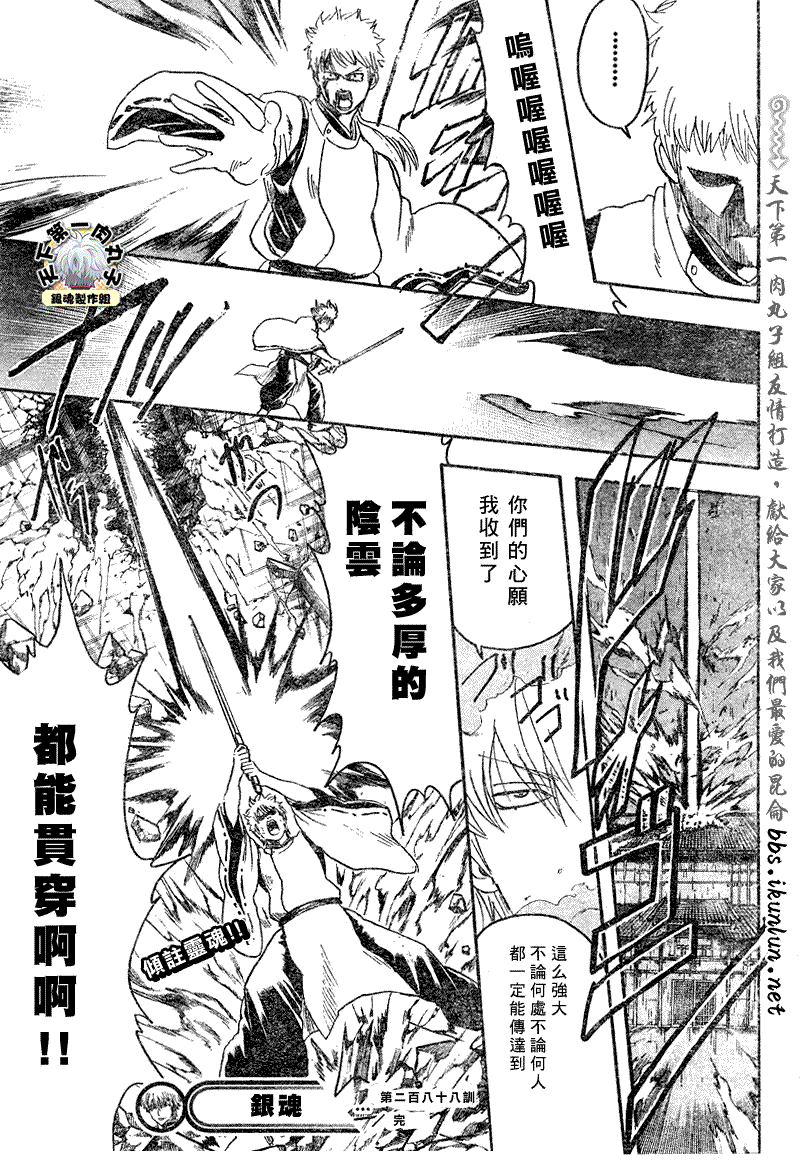 ………
嗚喔喔喔喔喔喔
你們的心願
我收到了
這么強大
不論何處不論何人
都一定能傳達到
不論多厚的
陰雲
都能貫穿啊啊!!
傾註靈魂!!
銀魂
第二百八十八訓
……
完
天下第一肉丸子
銀魂製作組
天下第一肉丸子組友情打造,獻給大家以及我們最愛的昆侖 bbs.ikunlun.net